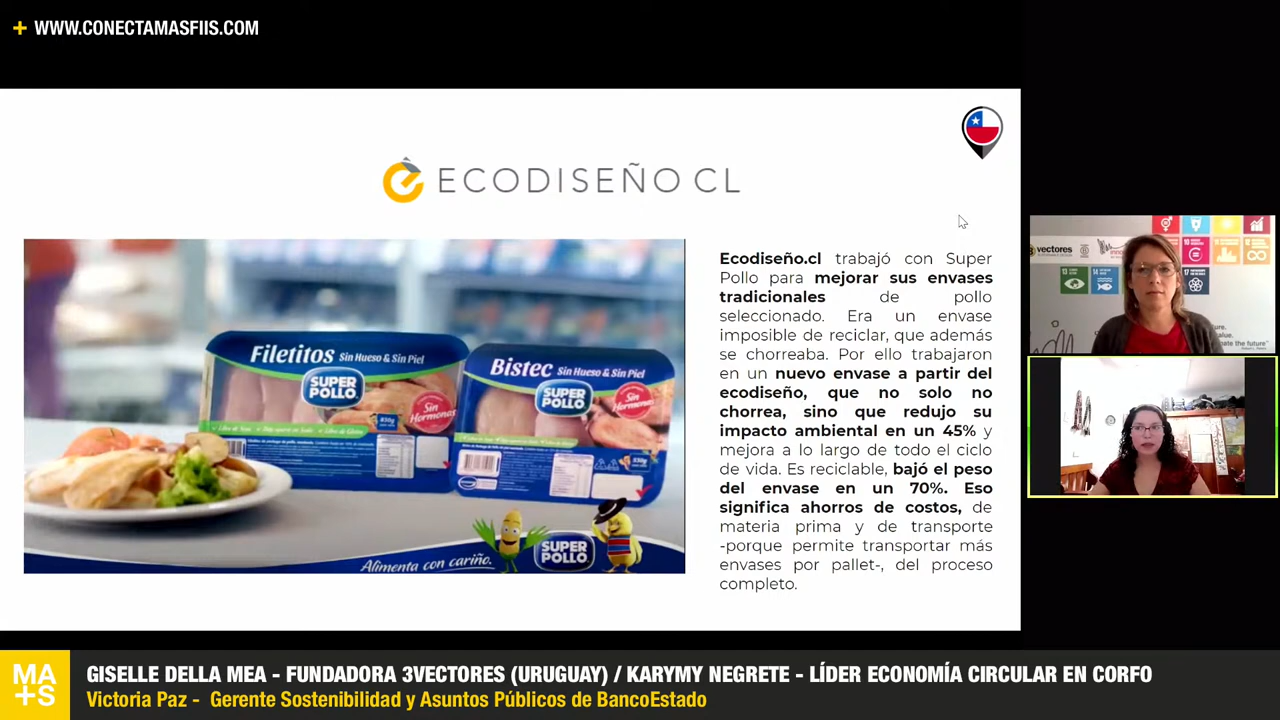 + WWW.CONECTAMASFIIS.COM
ECODISEÑO CL
Filetitos Sin Hueso & Sin Piel
SUPER
POLLO
Sin
Hormonas
830g
Bistec Sin Hueso & Sin Piel
SUPER
POLLO
Sin
Hormonas
Alimenta con cariño.
SUPER
POLLO
Ecodiseño.cl trabajó con Super
Pollo para mejorar sus envases
tradicionales de pollo
seleccionado. Era un envase
imposible de reciclar, que además
se chorreaba. Por ello trabajaron
en un nuevo envase a partir del
ecodiseño, que no solo no
chorrea, sino que redujo su
impacto ambiental en un 45% y
mejora a lo largo de todo el ciclo
de vida. Es reciclable, bajó el peso
del envase en un 70%. Eso
significa ahorros de costos, de
materia prima y de transporte
-porque permite transportar más
envases por pallet-, del proceso
completo.
vectores
MA
+S
GISELLE DELLA MEA - FUNDADORA 3VECTORES (URUGUAY) / KARYMY NEGRETE - LÍDER ECONOMÍA CIRCULAR EN CORFO
Victoria Paz - Gerente Sostenibilidad y Asuntos Públicos de BancoEstado